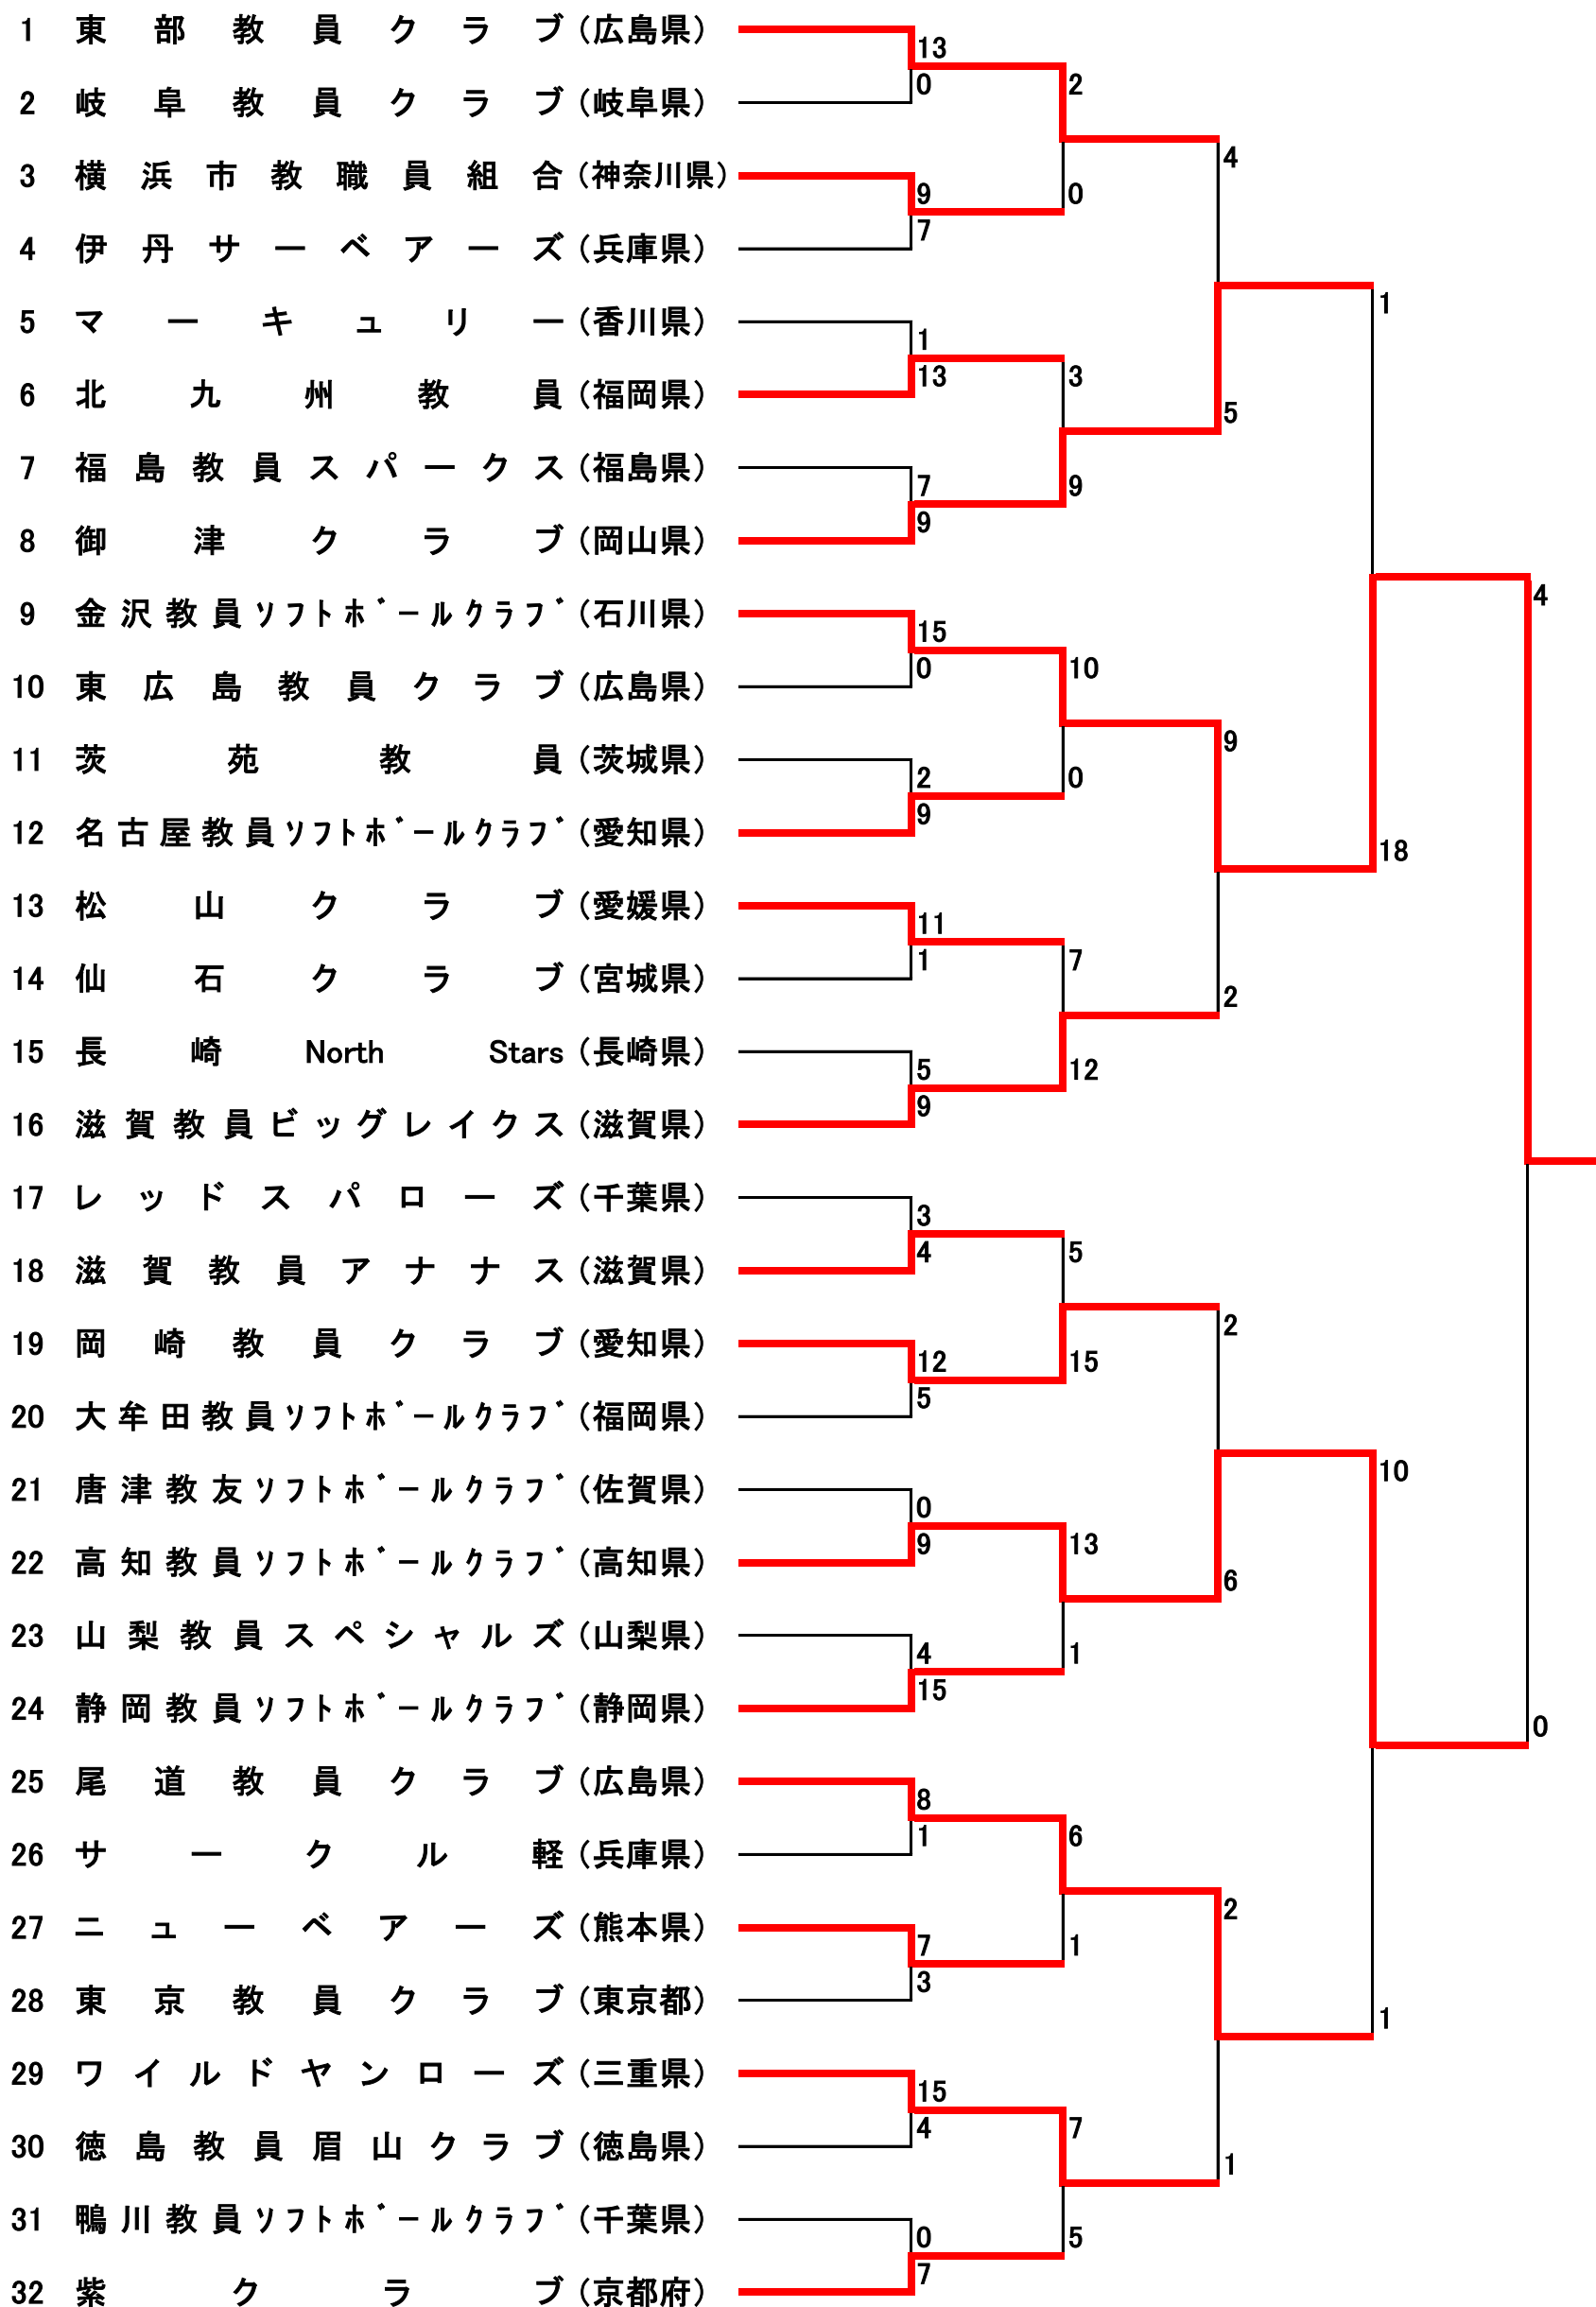 1 東部教員クラブ(広島県)
13
0
2
2 岐阜教員クラブ(岐阜県)
4
3 横浜市教職員組合(神奈川県)
9
0
7
4 伊丹サーベアーズ(兵庫県)
1
5 マーキュリー(香川県)
1
13
3
6 北九州教員(福岡県)
5
7 福島教員スパークス(福島県)
7
9
9
8 御津クラブ(岡山県)
4
9 金沢教員ソフトボールクラブ(石川県)
15
0
10
10 東広島教員クラブ(広島県)
9
11 茨苑教員(茨城県)
2
0
9
12 名古屋教員ソフトボールクラブ(愛知県)
18
13 松山クラブ(愛媛県)
11
1
7
14 仙石クラブ(宮城県)
2
15 長崎North Stars(長崎県)
5
12
9
16 滋賀教員ビッグレイクス(滋賀県)
17 レッドスパローズ(千葉県)
3
4
5
18 滋賀教員アナナス(滋賀県)
2
19 岡崎教員クラブ(愛知県)
12
15
5
20 大牟田教員ソフトボールクラブ(福岡県)
10
21 唐津教友ソフトボールクラブ(佐賀県)
0
9
13
22 高知教員ソフトボールクラブ(高知県)
6
23 山梨教員スペシャルズ(山梨県)
4
1
15
24 静岡教員ソフトボールクラブ(静岡県)
0
25 尾道教員クラブ(広島県)
8
1
6
26 サークル軽(兵庫県)
2
27 ニューベアーズ(熊本県)
7
1
3
28 東京教員クラブ(東京都)
1
29 ワイルドヤンローズ(三重県)
15
4
7
30 徳島教員眉山クラブ(徳島県)
1
31 鴨川教員ソフトボールクラブ(千葉県)
0
5
7
32 紫クラブ(京都府)